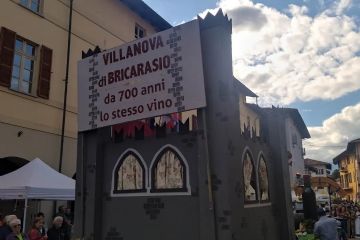 VILLANOVA
di BRICARASIO
da 700 anni
lo stesso vino